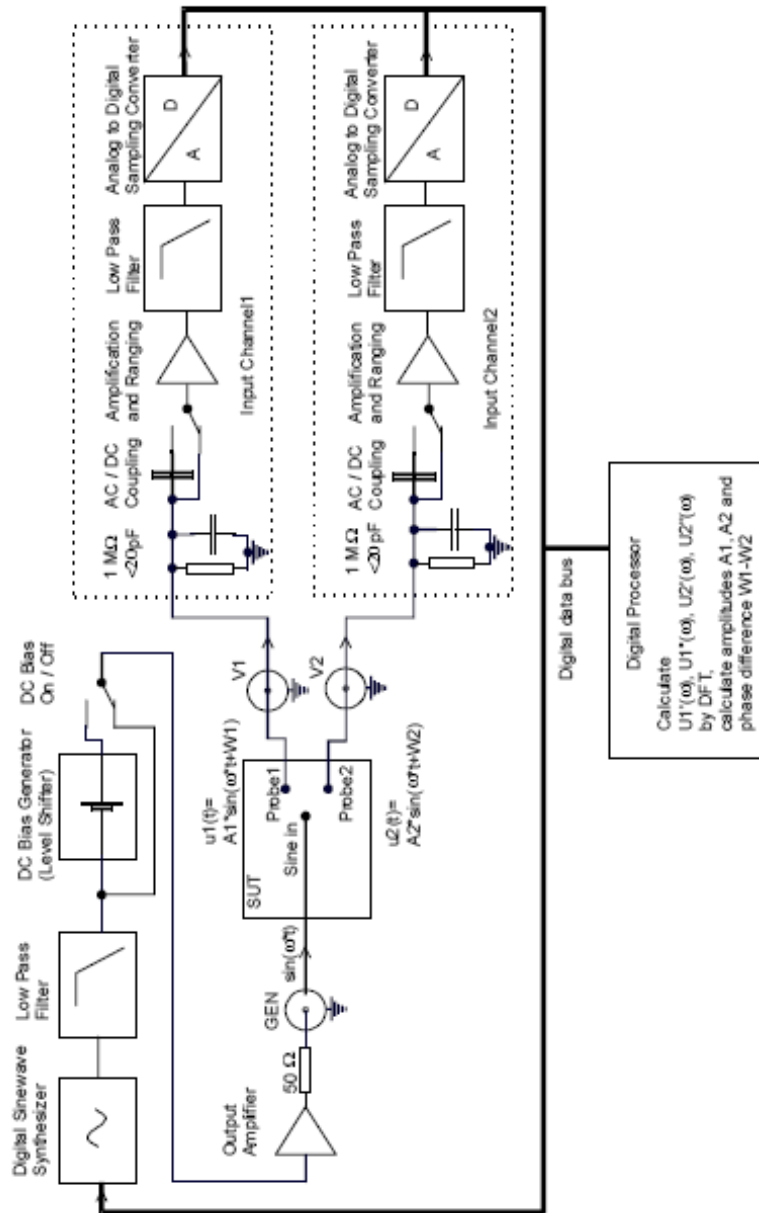 Digital Sinewave
Synthesizer
Low Pass
Filter
DC Bias Generator
(Level Shifter)
DC Bias
On / Off
1 MΩ
<20pF
AC / DC
Coupling
Amplification
and Ranging
Low Pass
Filter
Analog to Digital
Sampling Converter
A
D
Input Channel1
Output
Amplifier
50 Ω
GEN
sin(ω*t)
SUT
Sine in
u1(t)=
A1*sin(ω*t+W1)
Probe1
Probe2
u2(t)=
A2*sin(ω*t+W2)
V1
V2
1 MΩ
<20pF
AC / DC
Coupling
Amplification
and Ranging
Low Pass
Filter
Analog to Digital
Sampling Converter
A
D
Input Channel2
Digital data bus
Digital Processor
Calculate
U1'(ω), U1"(ω), U2'(ω), U2"(ω)
by DFT,
calculate amplitudes A1, A2 and
phase difference W1-W2